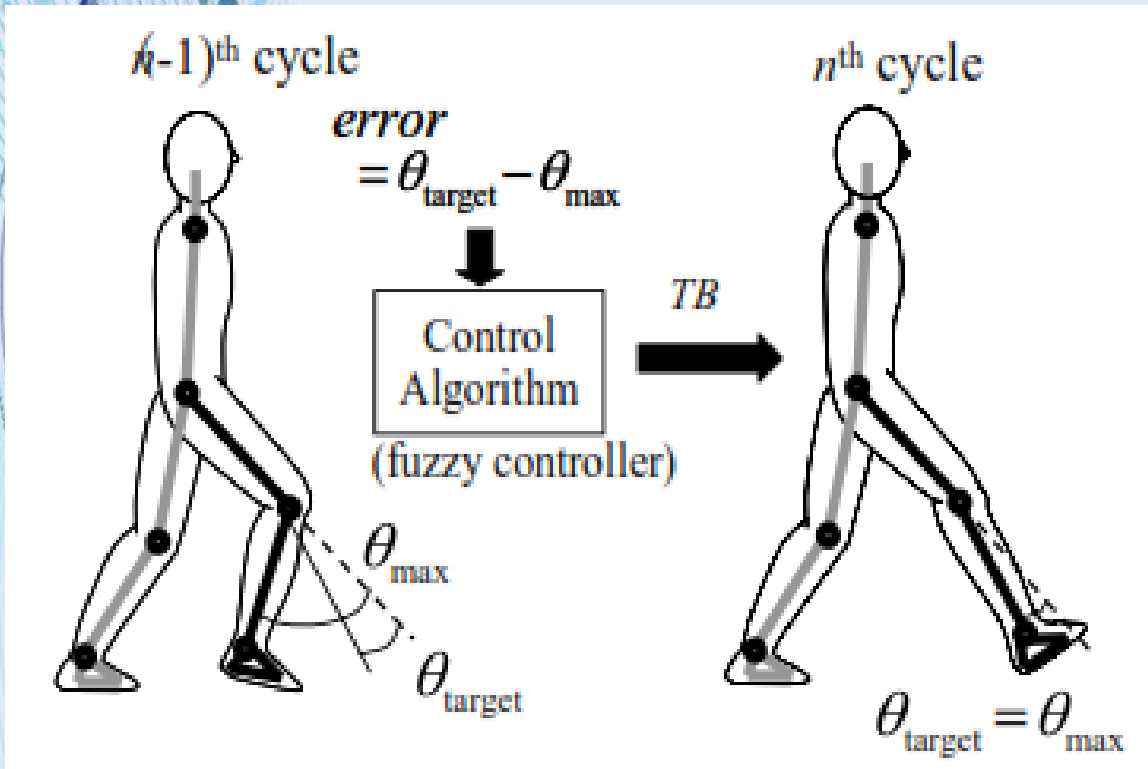 (n-1)th cycle
nth cycle
error
= θtarget − θmax
TB
Control
Algorithm
(fuzzy controller)
θmax
θtarget
θtarget = θmax